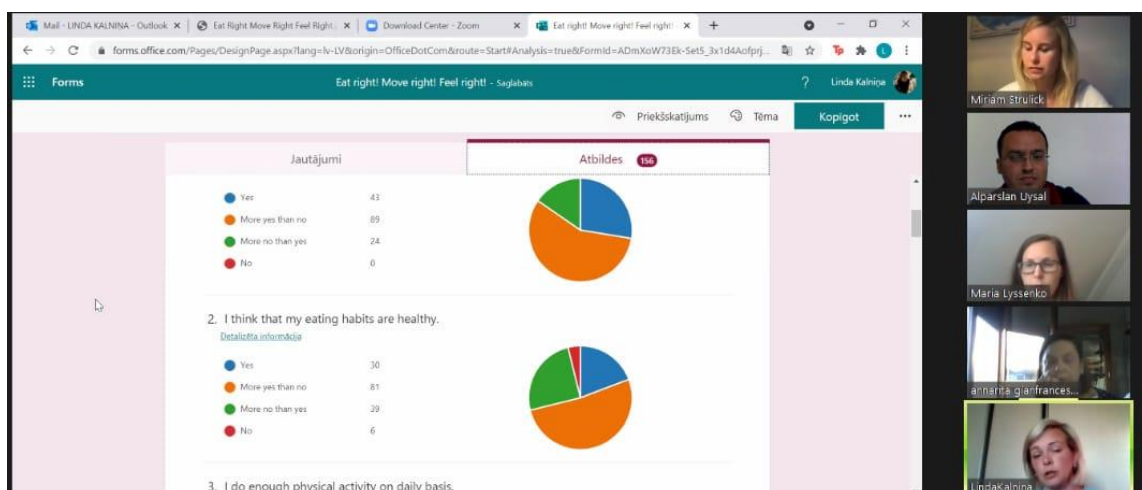 Mail - LINDA KALNINA - Outlook
Eat Right Move Right Feel Right.
Download Center - Zoom
Eat right! Move right! Feel right!
forms.office.com/Pages/DesignPage.aspx?lang=lv-LV&origin=OfficeDotCom&route=Start#Analysis=true&FormId=ADmXoW73Ek-Set5_3x1d4Aofprj...
Tp
L
Forms
Eat right! Move right! Feel right! - Saglabāts
?
Linda Kalniņa
Priekšskatījums
Tēma
Kopīgot
Jautājumi
Atbildes 156
Yes 43
More yes than no 89
More no than yes 24
No 0
2. I think that my eating habits are healthy.
Detalizēta informācija
Yes 30
More yes than no 81
More no than yes 39
No 6
3. I do enough physical activity on daily basis.
Miriam Strulick
Alparslan Uysal
Maria Lyssenko
annarita gianfrances...
LindaKalnina